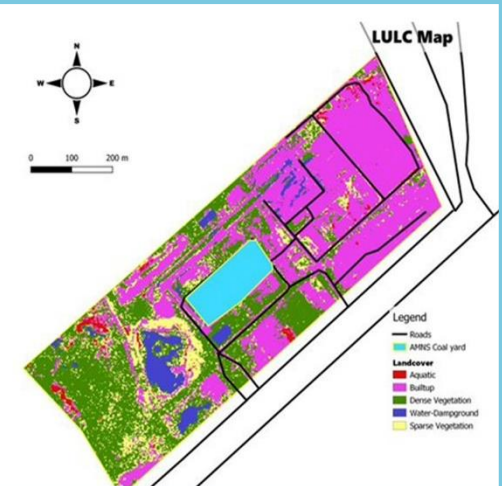 LULC Map
N
W E
S
0 100 200 m
Legend
Roads
AMNS Coal yard
Landcover
Aquatic
Builtup
Dense Vegetation
Water-Dampground
Sparse Vegetation